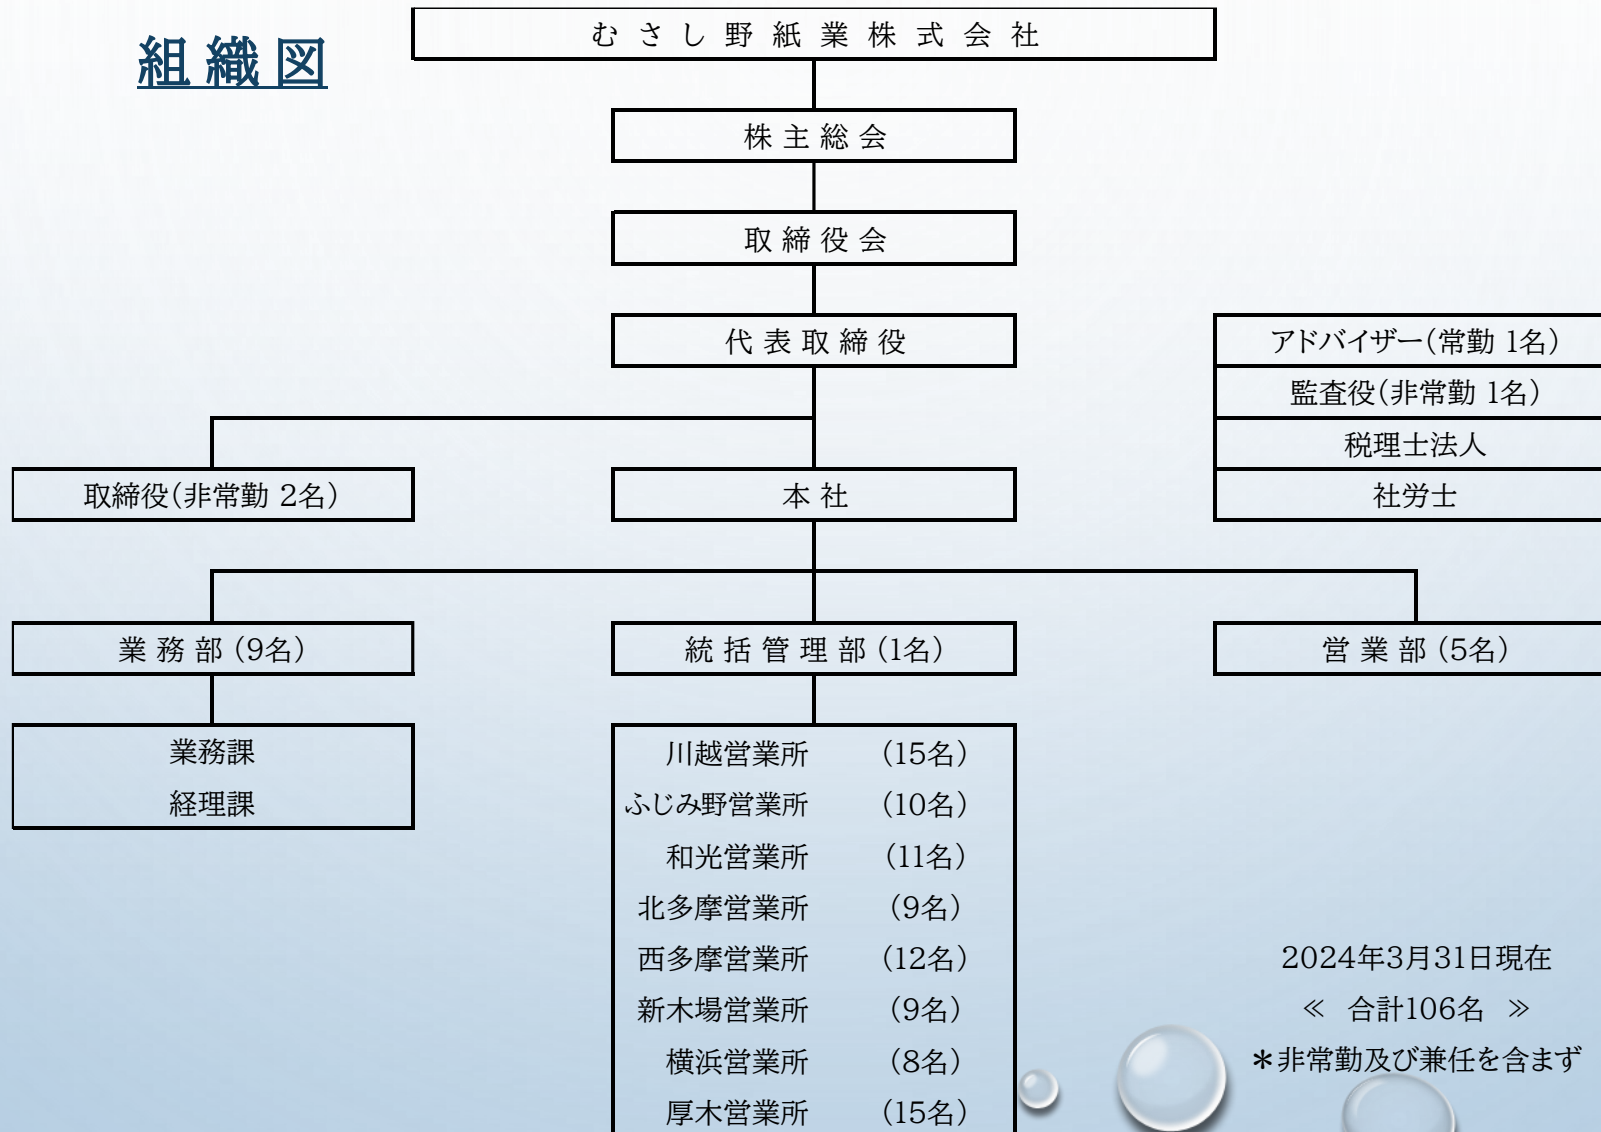 組織図
むさし野紙業株式会社
株主総会
取締役会
代表取締役
アドバイザー（常勤 1名）
監査役（非常勤 1名）
税理士法人
社労士
取締役（非常勤 2名）
本社
業務部（9名）
統括管理部（1名）
営業部（5名）
業務課
経理課
川越営業所 （15名）
ふじみ野営業所 （10名）
和光営業所 （11名）
北多摩営業所 （9名）
西多摩営業所 （12名）
新木場営業所 （9名）
横浜営業所 （8名）
厚木営業所 （15名）
2024年3月31日現在
≪ 合計106名 ≫
＊非常勤及び兼任を含まず